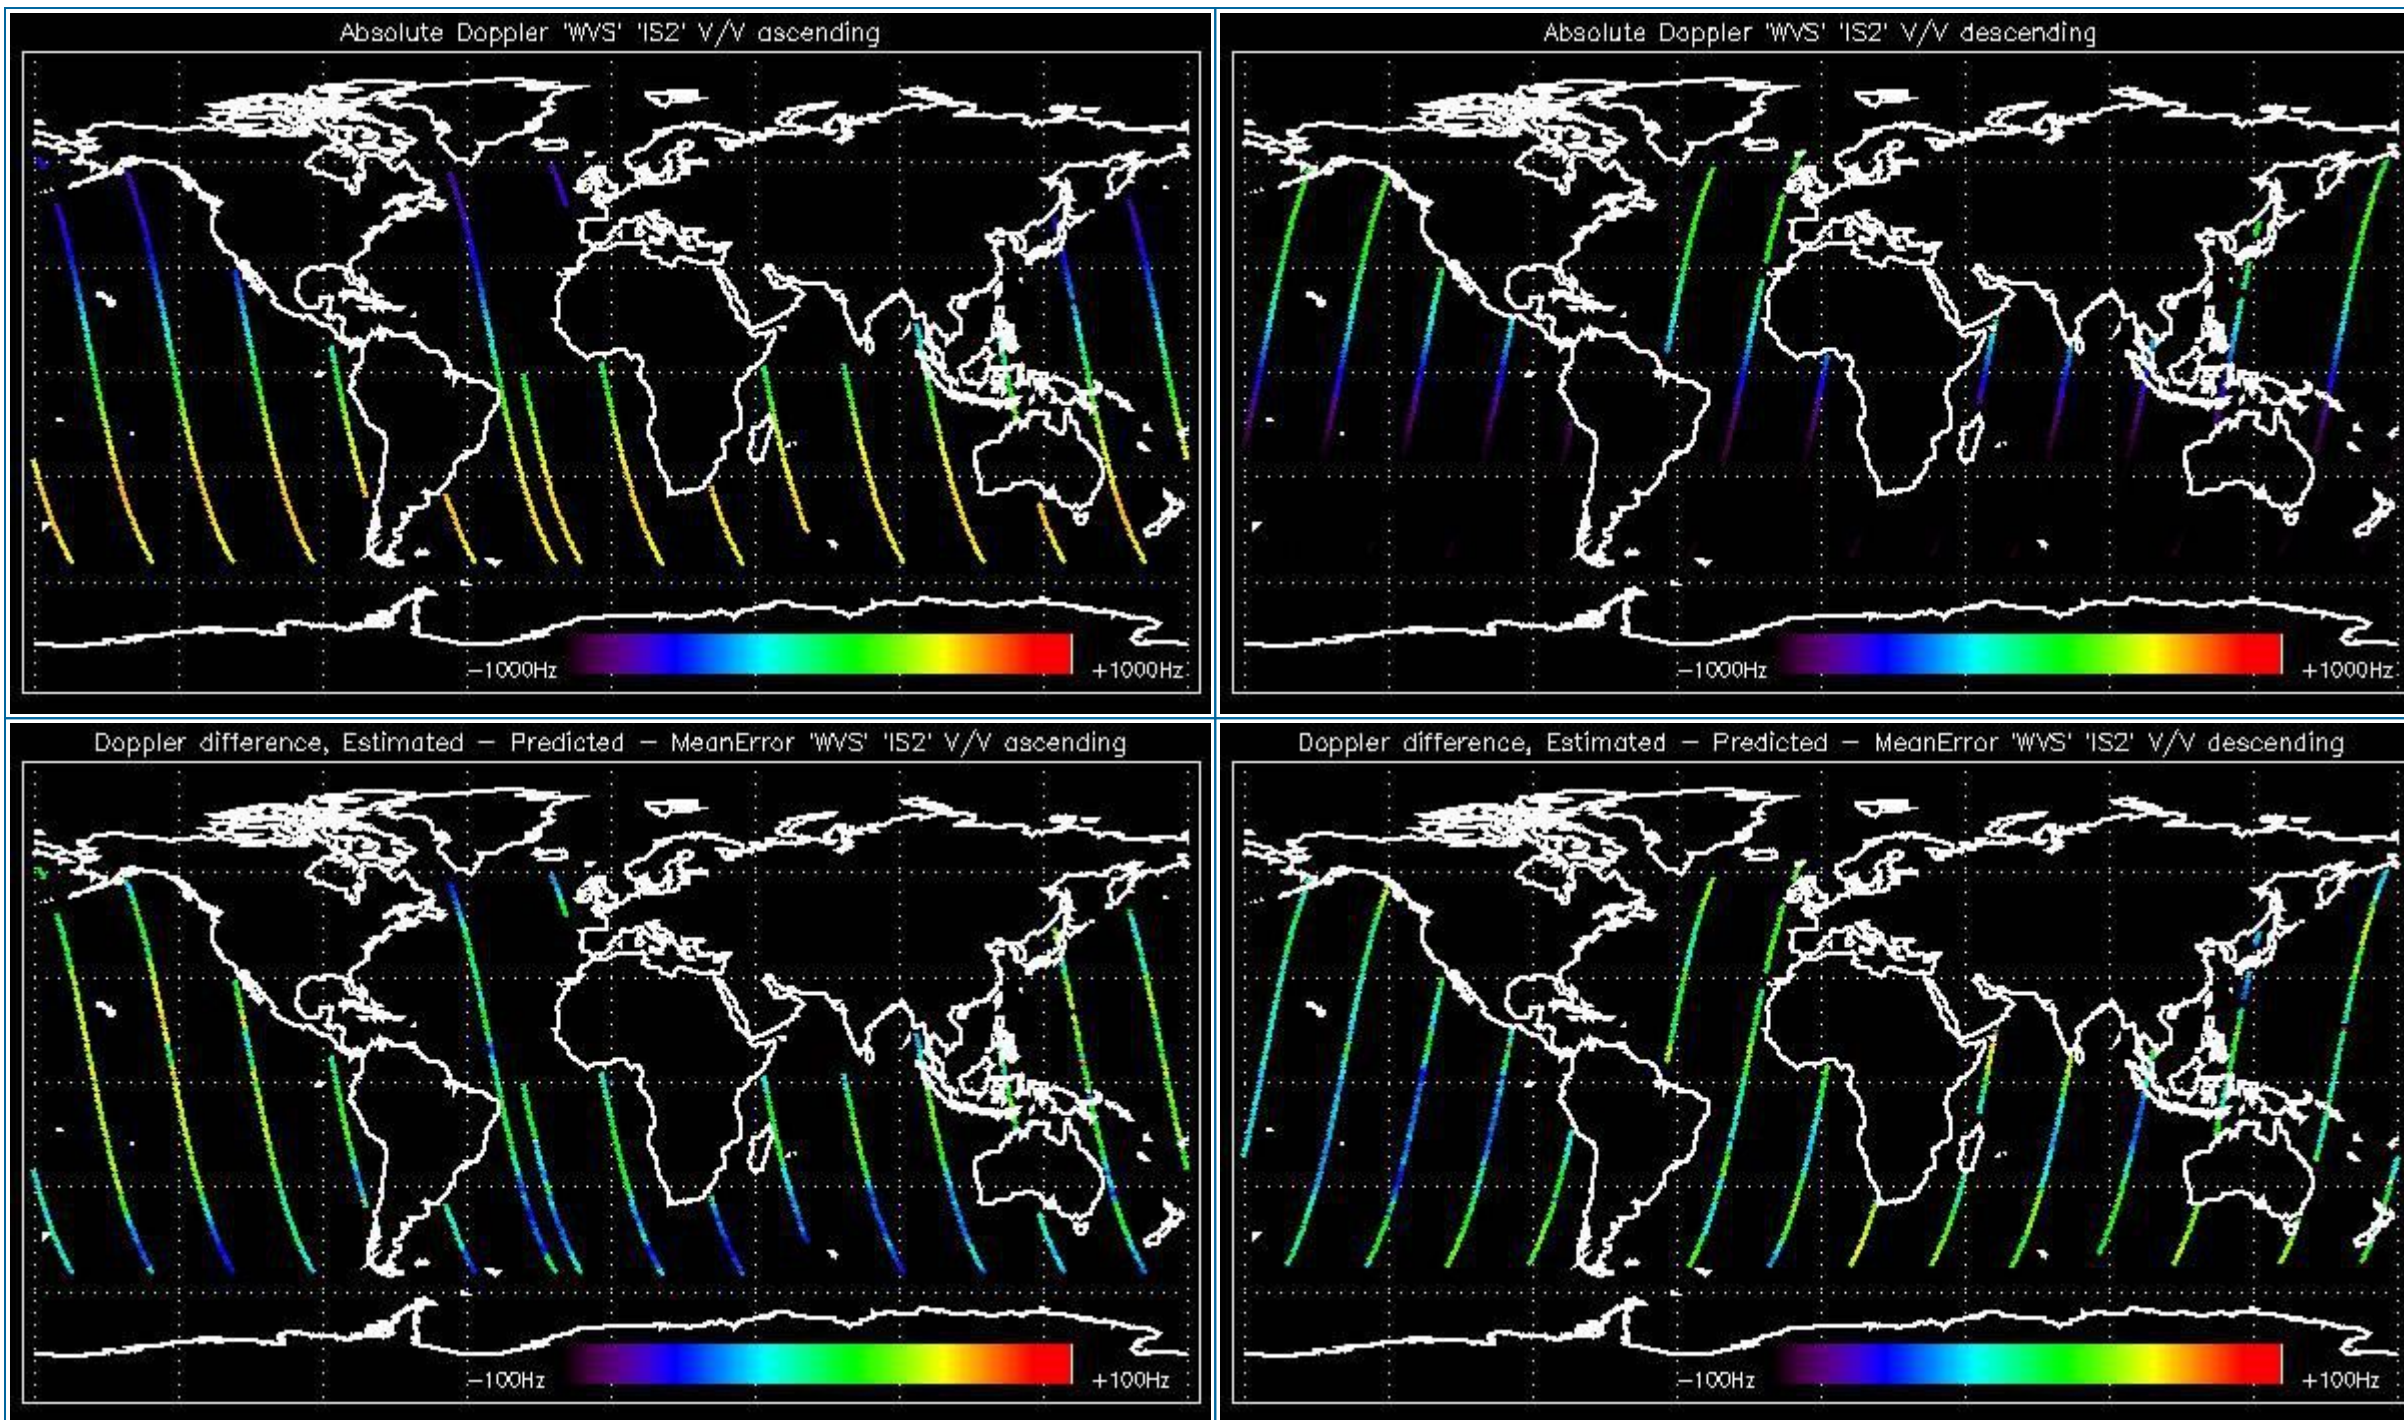 Absolute Doppler 'WVS' 'IS2' V/V ascending
-1000Hz
+1000Hz
Absolute Doppler 'WVS' 'IS2' V/V descending
-1000Hz
+1000Hz
Doppler difference, Estimated - Predicted - MeanError 'WVS' 'IS2' V/V ascending
-100Hz
+100Hz
Doppler difference, Estimated - Predicted - MeanError 'WVS' 'IS2' V/V descending
-100Hz
+100Hz